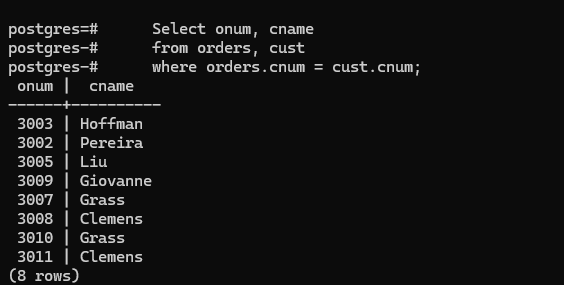 postgres=#      Select onum, cname
postgres-#      from orders, cust
postgres-#      where orders.cnum = cust.cnum;
 onum |  cname
------+----------
 3003 | Hoffman
 3002 | Pereira
 3005 | Liu
 3009 | Giovanne
 3007 | Grass
 3008 | Clemens
 3010 | Grass
 3011 | Clemens
(8 rows)